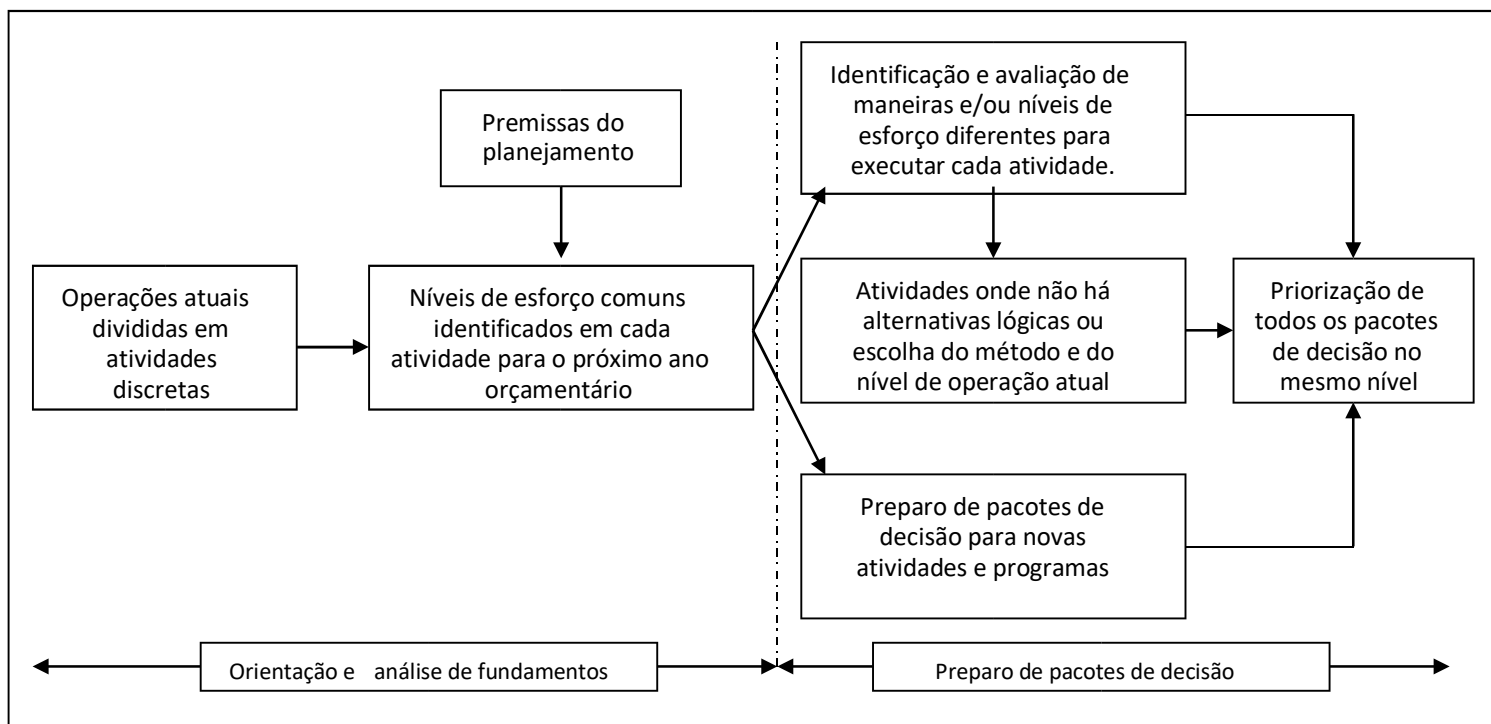 Premissas do
planejamento
Operações atuais
divididas em
atividades
discretas
Níveis de esforço comuns
identificados em cada
atividade para o próximo ano
orçamentário
Identificação e avaliação de
maneiras e/ou níveis de
esforço diferentes para
executar cada atividade.
Atividades onde não há
alternativas lógicas ou
escolha do método e do
nível de operação atual
Preparo de pacotes de
decisão para novas
atividades e programas
Priorização de
todos os pacotes
de decisão no
mesmo nível
Orientação e análise de fundamentos
Preparo de pacotes de decisão